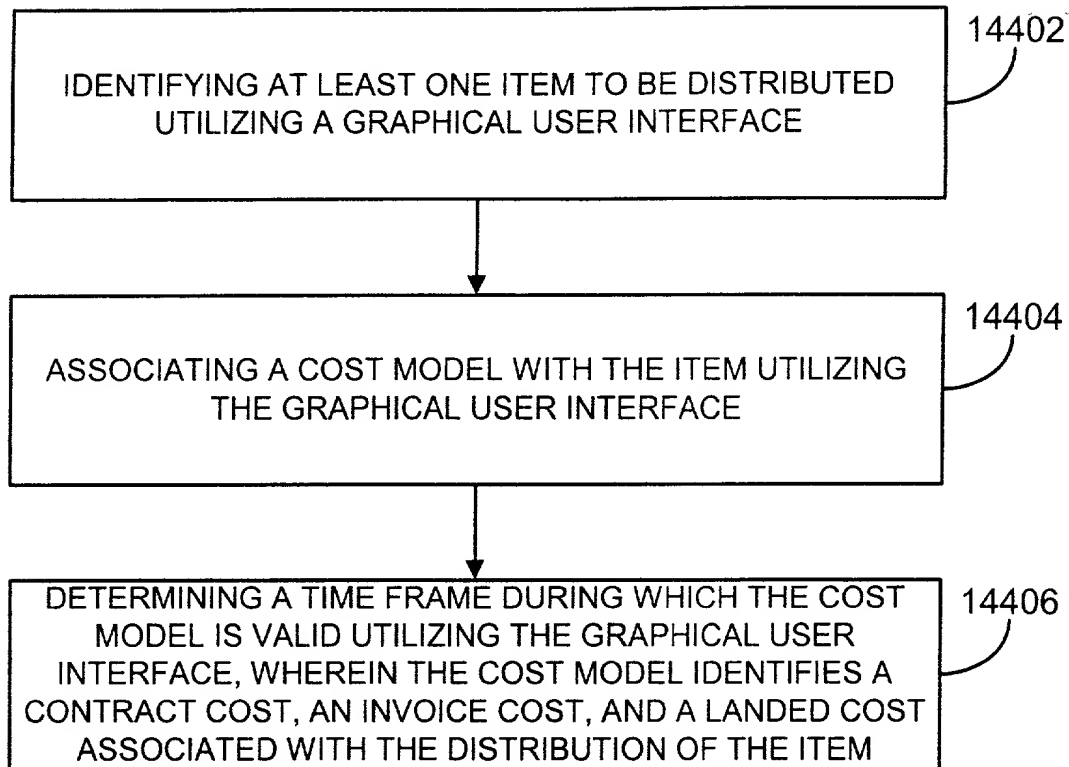 14402
IDENTIFYING AT LEAST ONE ITEM TO BE DISTRIBUTED
UTILIZING A GRAPHICAL USER INTERFACE
14404
ASSOCIATING A COST MODEL WITH THE ITEM UTILIZING
THE GRAPHICAL USER INTERFACE
14406
DETERMINING A TIME FRAME DURING WHICH THE COST
MODEL IS VALID UTILIZING THE GRAPHICAL USER
INTERFACE, WHEREIN THE COST MODEL IDENTIFIES A
CONTRACT COST, AN INVOICE COST, AND A LANDED COST
ASSOCIATED WITH THE DISTRIBUTION OF THE ITEM